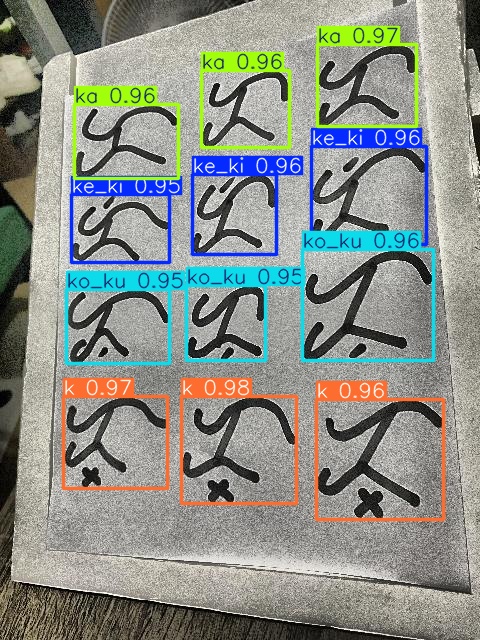 ka 0.96 ka 0.96 ka 0.97
ᜃ ᜃ ᜃ
ke_ki 0.95 ke_ki 0.96 ke_ki 0.96
ᜃᜒ ᜃᜒ ᜃᜒ
ko_ku 0.95 ko_ku 0.95 ko_ku 0.96
ᜃᜓ ᜃᜓ ᜃᜓ
k 0.97 k 0.98 k 0.96
ᜃ᜔ ᜃ᜔ ᜃ᜔